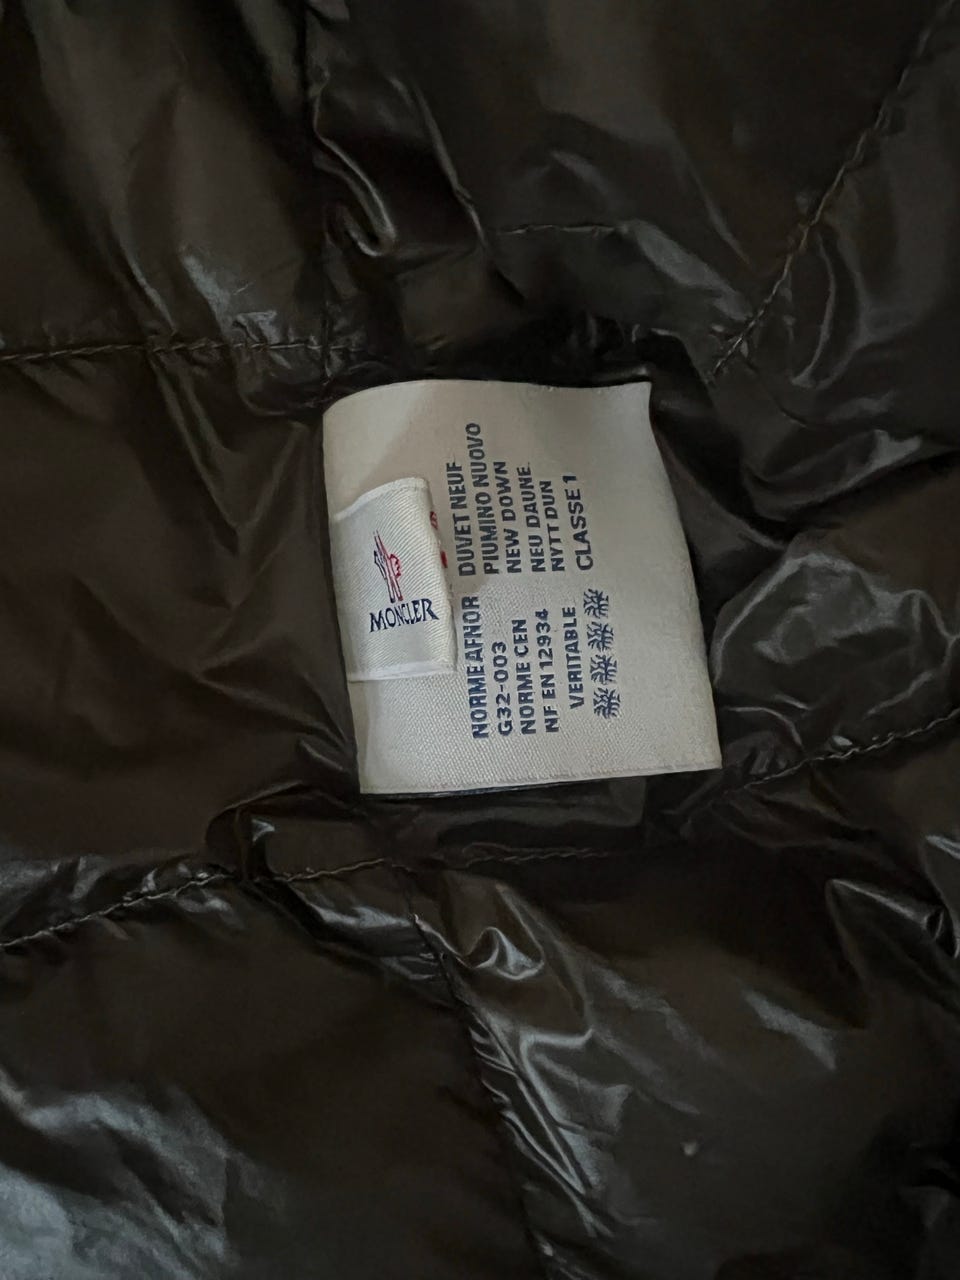 MONCLER
NORME AFNOR DUVET NEUF
G32-003 PIUMINO NUOVO
NORME CEN NEW DOWN
NF EN 12934 NEU DAUNE
VERITABLE NYTT DUN
CLASSE 1